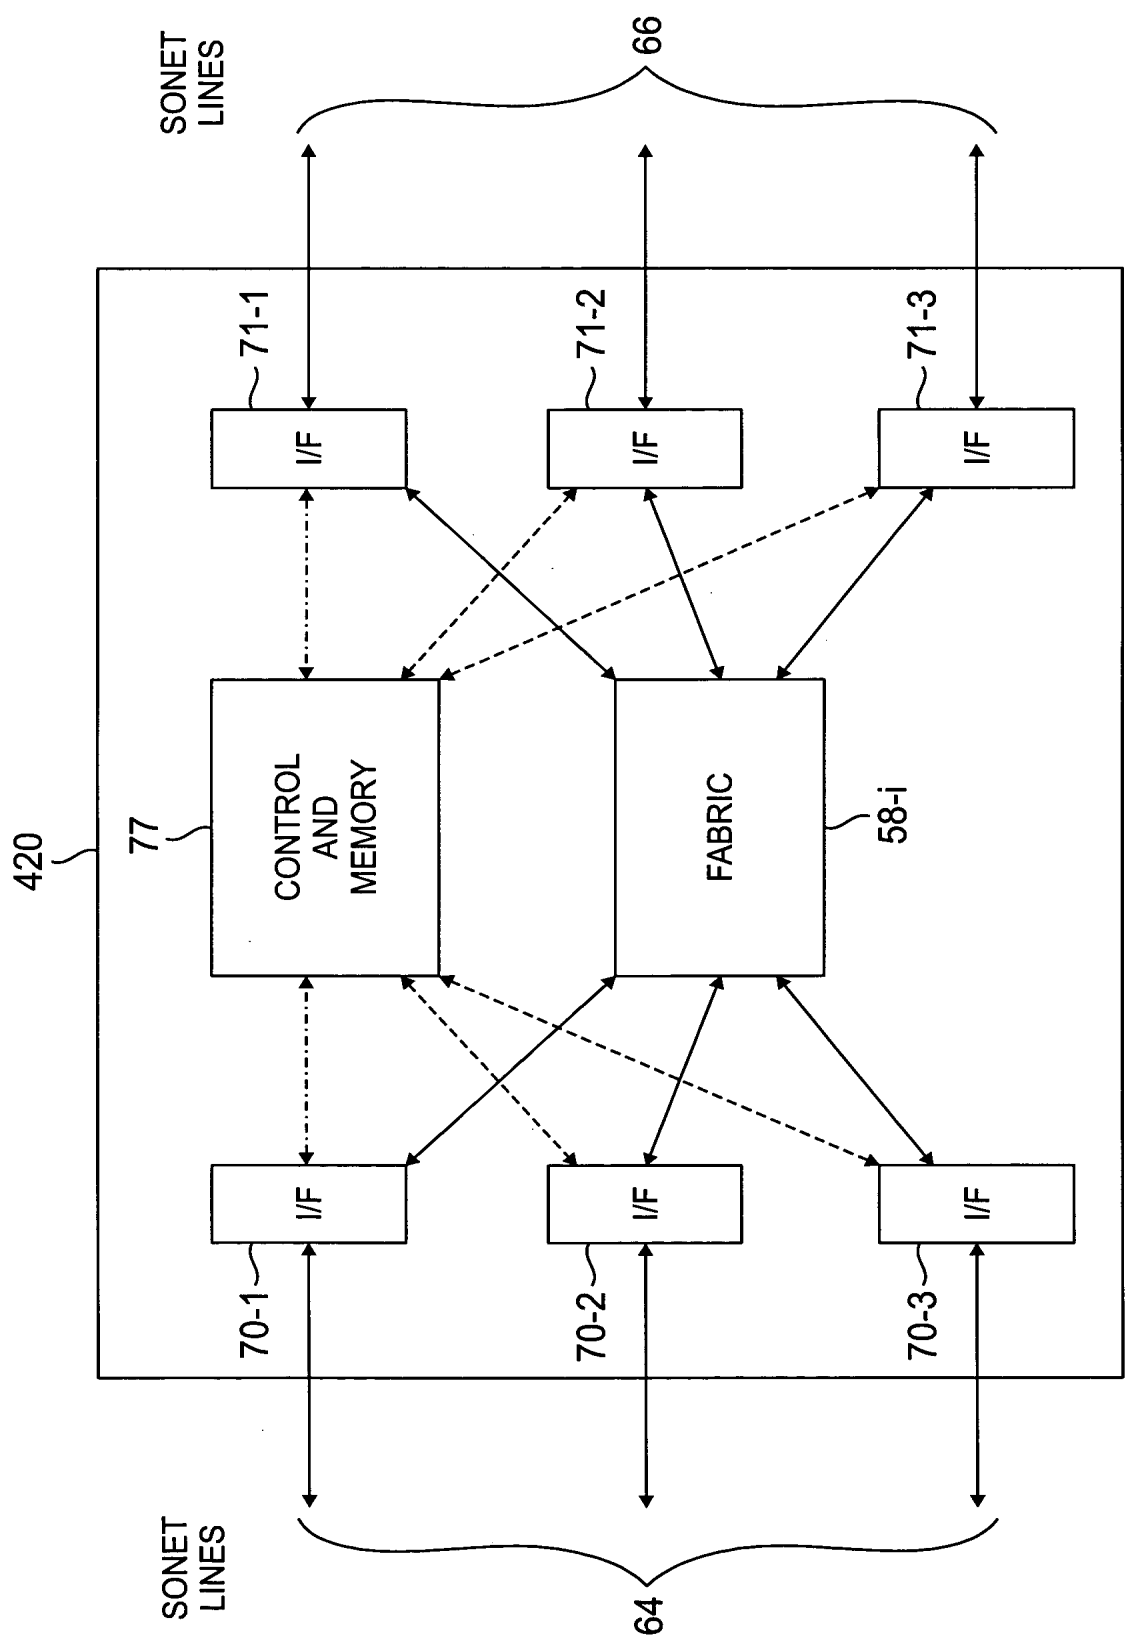 420
SONET
LINES
SONET
LINES
77
CONTROL
AND
MEMORY
70-1
I/F
I/F
71-1
64
70-2
I/F
I/F
71-2
66
FABRIC
58-i
70-3
I/F
I/F
71-3